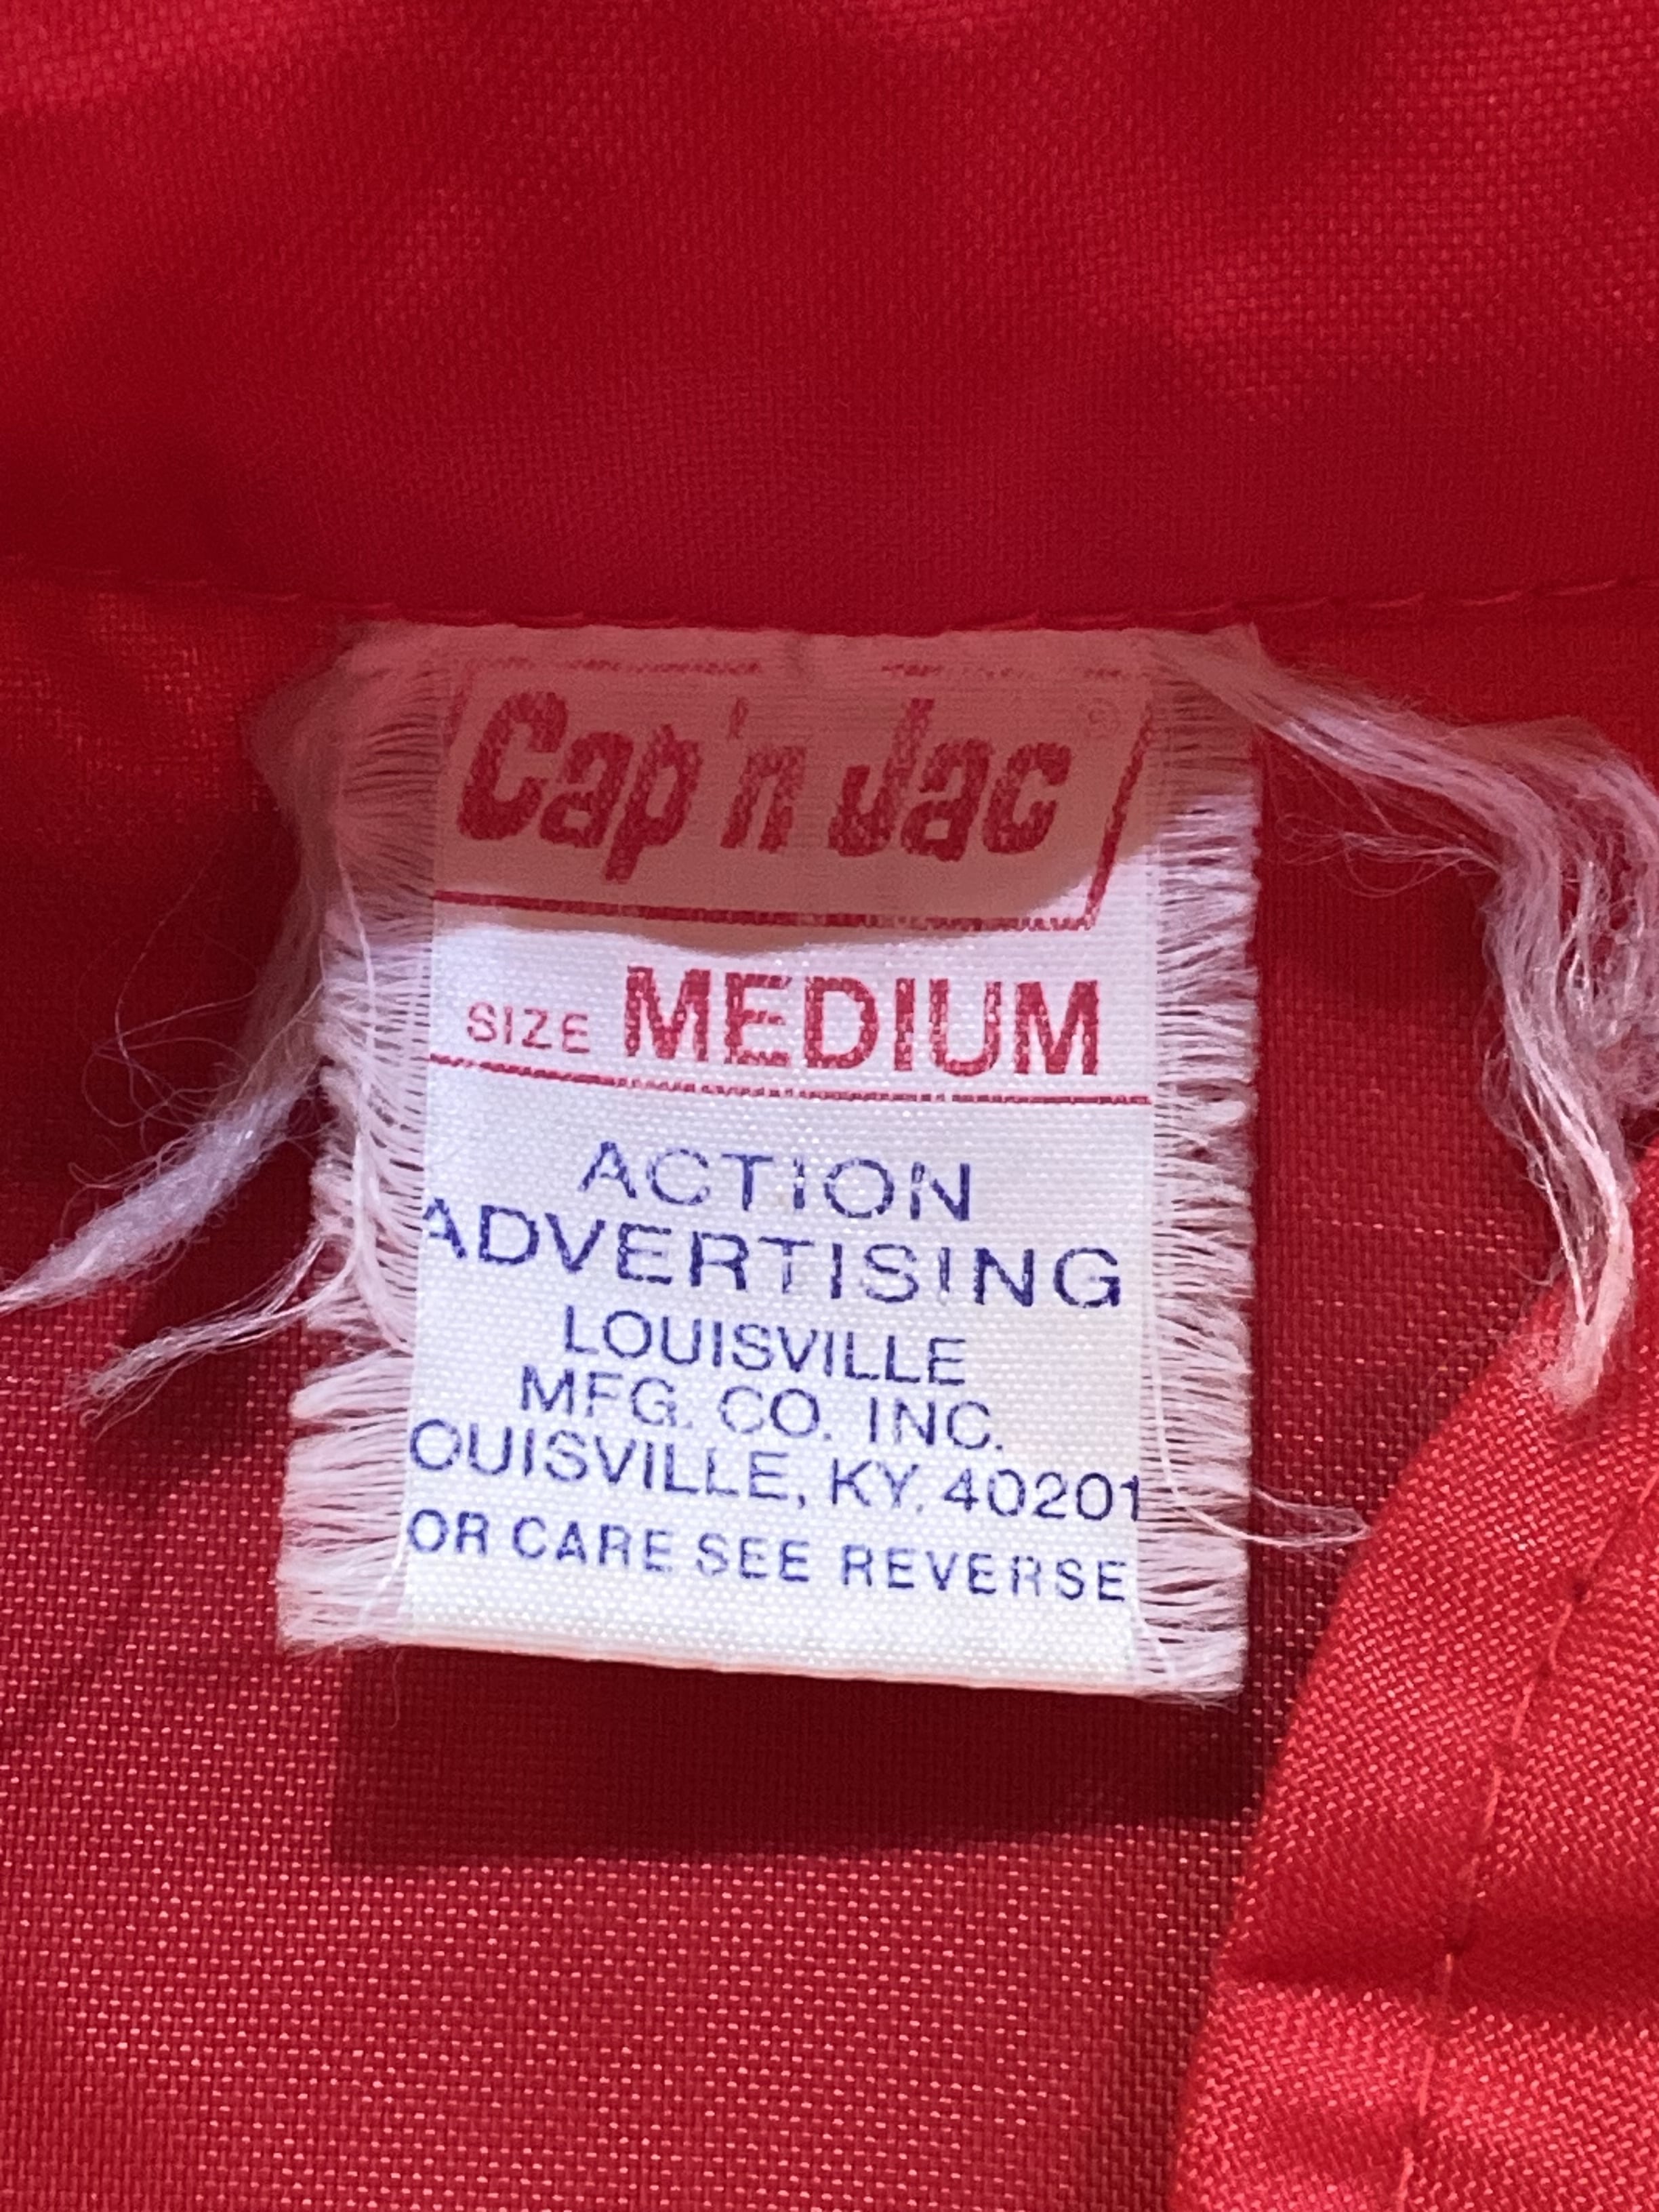 Cap'n Jac ®
SIZE MEDIUM
ACTION
ADVERTISING
LOUISVILLE
MFG. CO. INC.
OUISVILLE, KY. 40201
OR CARE SEE REVERSE